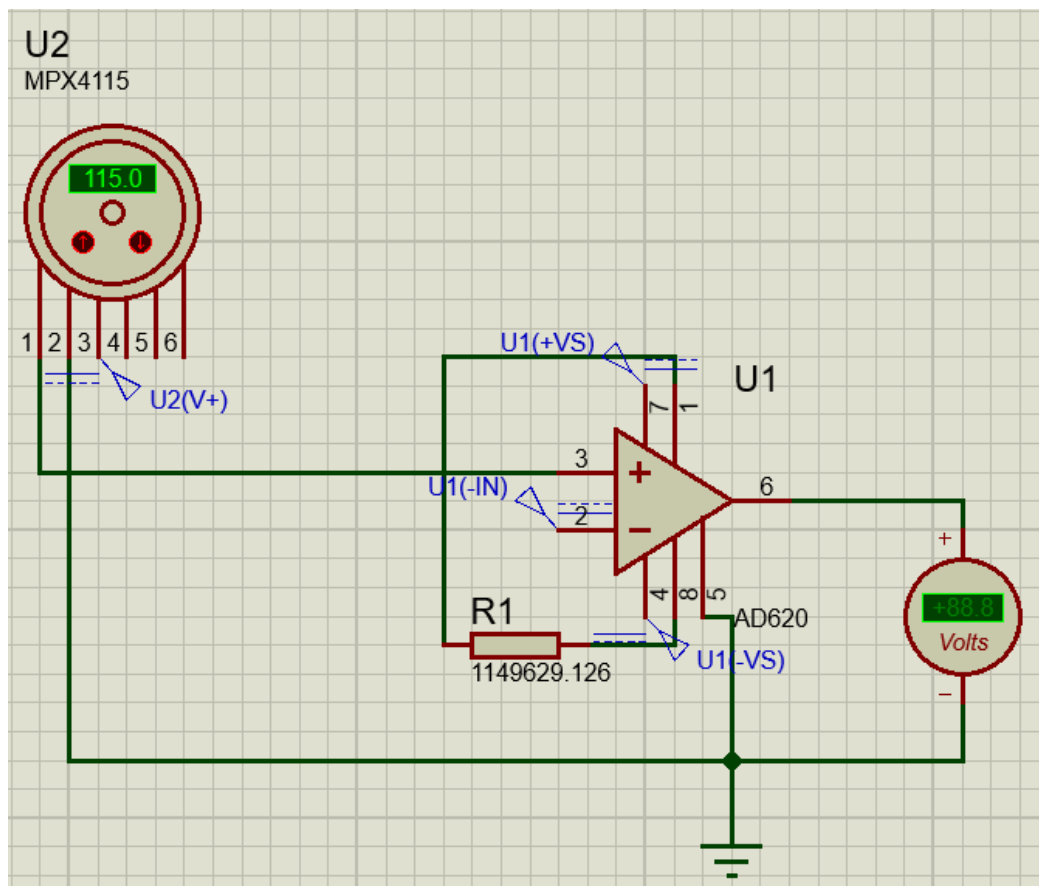 U2
MPX4115
115.0
1 2 3 4 5 6
U2(V+)
U1(+VS)
U1
7 1
3
+
6
U1(-IN)
2
−
+
+88.8
Volts
−
4 8 5
AD620
R1
1149629.126
U1(-VS)